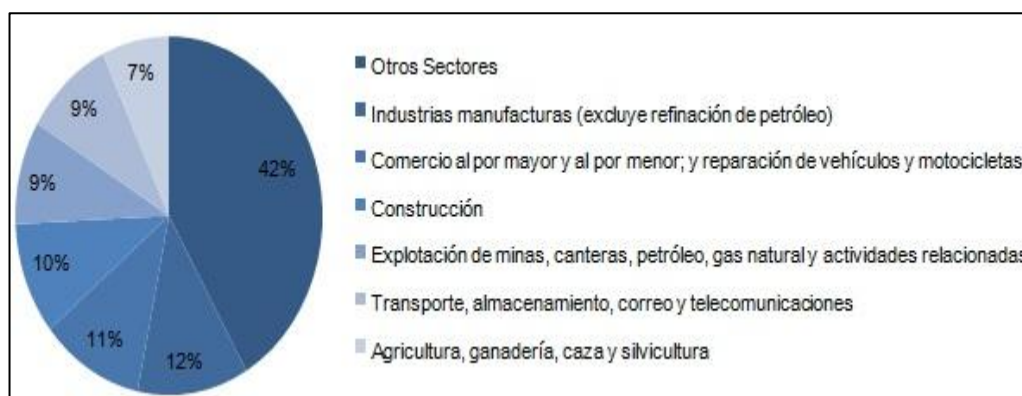 7%
9%
9%
10%
11%
12%
42%
Otros Sectores
Industrias manufacturas (excluye refinación de petróleo)
Comercio al por mayor y al por menor; y reparación de vehículos y motocicletas
Construcción
Explotación de minas, canteras, petróleo, gas natural y actividades relacionadas
Transporte, almacenamiento, correo y telecomunicaciones
Agricultura, ganadería, caza y silvicultura